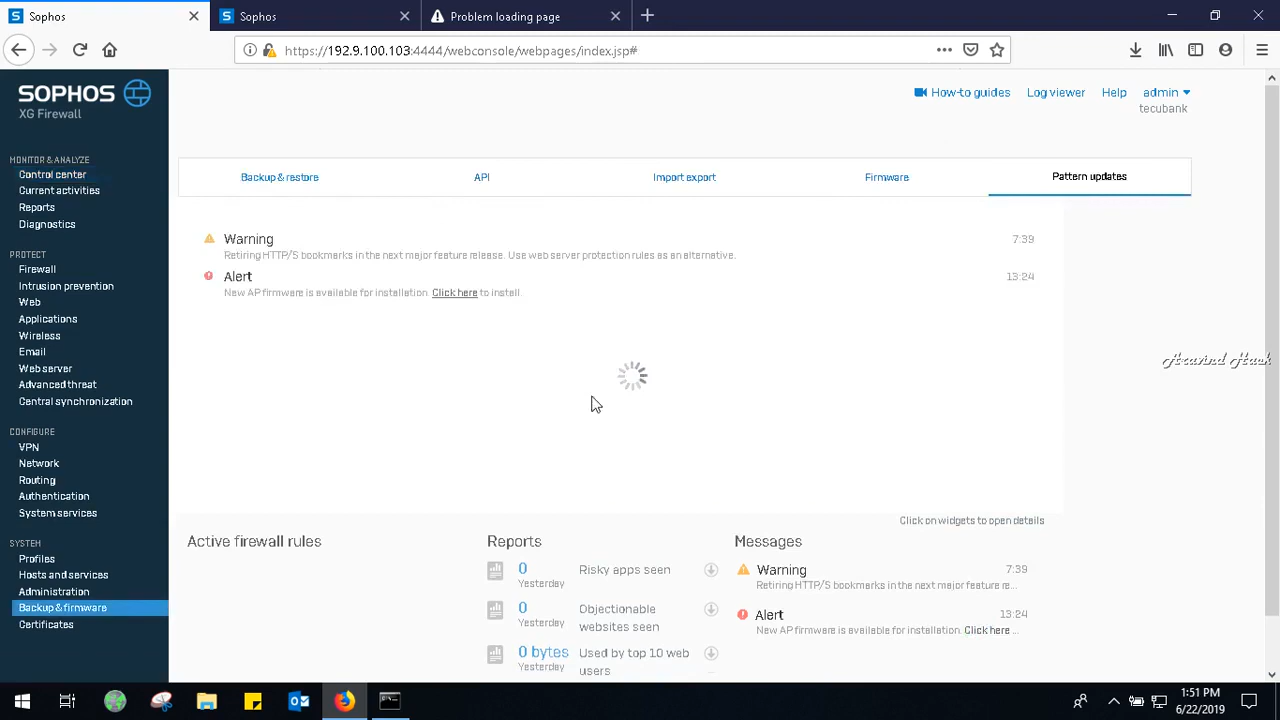 Sophos
Sophos
Problem loading page
https://192.9.100.103:4444/webconsole/webpages/index.jsp#
SOPHOS
XG Firewall
How-to guides
Log viewer
Help
admin
tecubank
MONITOR & ANALYZE
Control center
Current activities
Reports
Diagnostics
PROTECT
Firewall
Intrusion prevention
Web
Applications
Wireless
Email
Web server
Advanced threat
Central synchronization
CONFIGURE
VPN
Network
Routing
Authentication
System services
SYSTEM
Profiles
Hosts and services
Administration
Backup & firmware
Certificates
Backup & restore
API
Import export
Firmware
Pattern updates
Warning 7:39
Retiring HTTP/S bookmarks in the next major feature release. Use web server protection rules as an alternative.
Alert 13:24
New AP firmware is available for installation. Click here to install.
Aravind Hack
Click on widgets to open details
Active firewall rules
Reports
0 Risky apps seen
Yesterday
0 Objectionable
Yesterday websites seen
0 bytes Used by top 10 web
Yesterday users
Messages
Warning 7:39
Retiring HTTP/S bookmarks in the next major feature re...
Alert 13:24
New AP firmware is available for installation. Click here ...
1:51 PM
6/22/2019